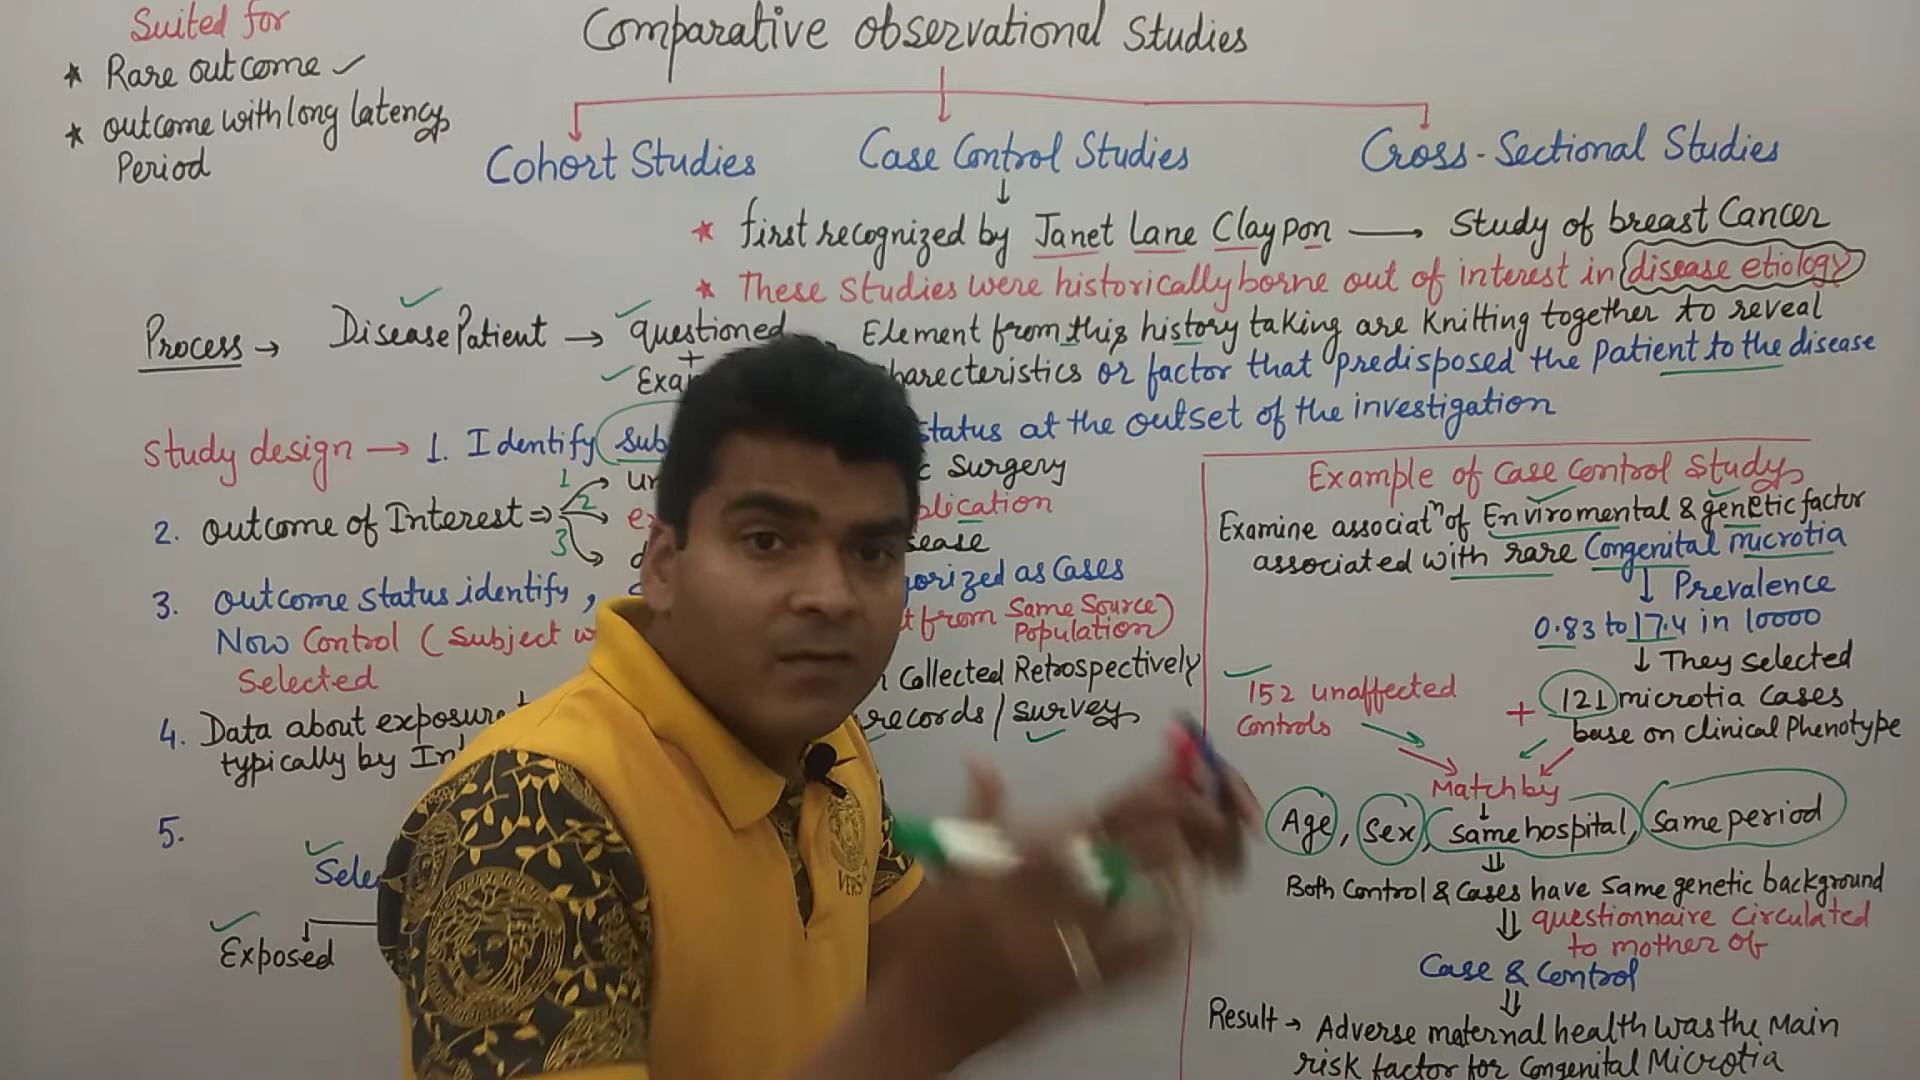 Suited for
* Rare outcome
* outcome with long latency
Period
Comparative Observational Studies
Cohort Studies
Case Control Studies
Cross-Sectional Studies
* first recognized by Janet Lane Claypon → Study of breast Cancer
* These studies were historically borne out of interest in disease etiology
Process → Disease Patient → questioned
+
Element from this history taking are knitting together to reveal
charecteristics or factor that predisposed the patient to the disease
study design → 1. Identify
status at the outset of the investigation
Surgery
2. outcome of Interest ⇒
1
2
3
3. outcome status identify,
as Cases
Now Control (Subject
from Same Source
Population)
Selected
4. Data about exposure
Collected Retrospectively
typically by
records / survey
5.
Exposed
Example of Case Control Study
Examine associatⁿ of Enviromental & genetic factor
associated with rare Congenital microtia
↓ Prevalence
0.83 to 17.4 in 10000
↓ They selected
152 unaffected
Controls
+
121 microtia cases
base on clinical Phenotype
Match by
Age, Sex, Same hospital, Same period
Both Control & Cases have same genetic background
questionnaire circulated
to mother of
Case & Control
Result → Adverse maternal health was the Main
risk factor for Congenital Microtia